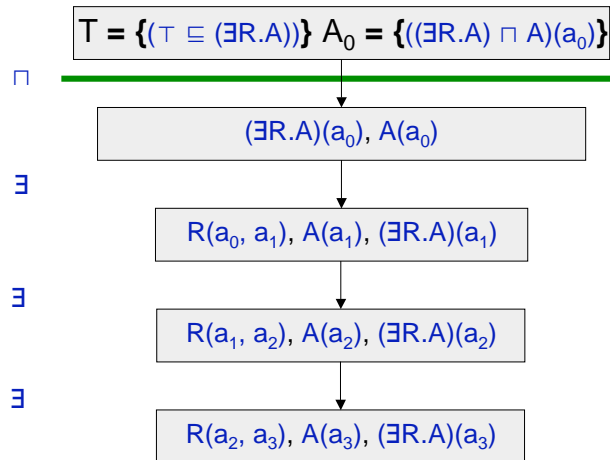 T = {(⊤ ⊑ (∃R.A))} A₀ = {((∃R.A) ⊓ A)(a₀)}
⊓
(∃R.A)(a₀), A(a₀)
∃
R(a₀, a₁), A(a₁), (∃R.A)(a₁)
∃
R(a₁, a₂), A(a₂), (∃R.A)(a₂)
∃
R(a₂, a₃), A(a₃), (∃R.A)(a₃)